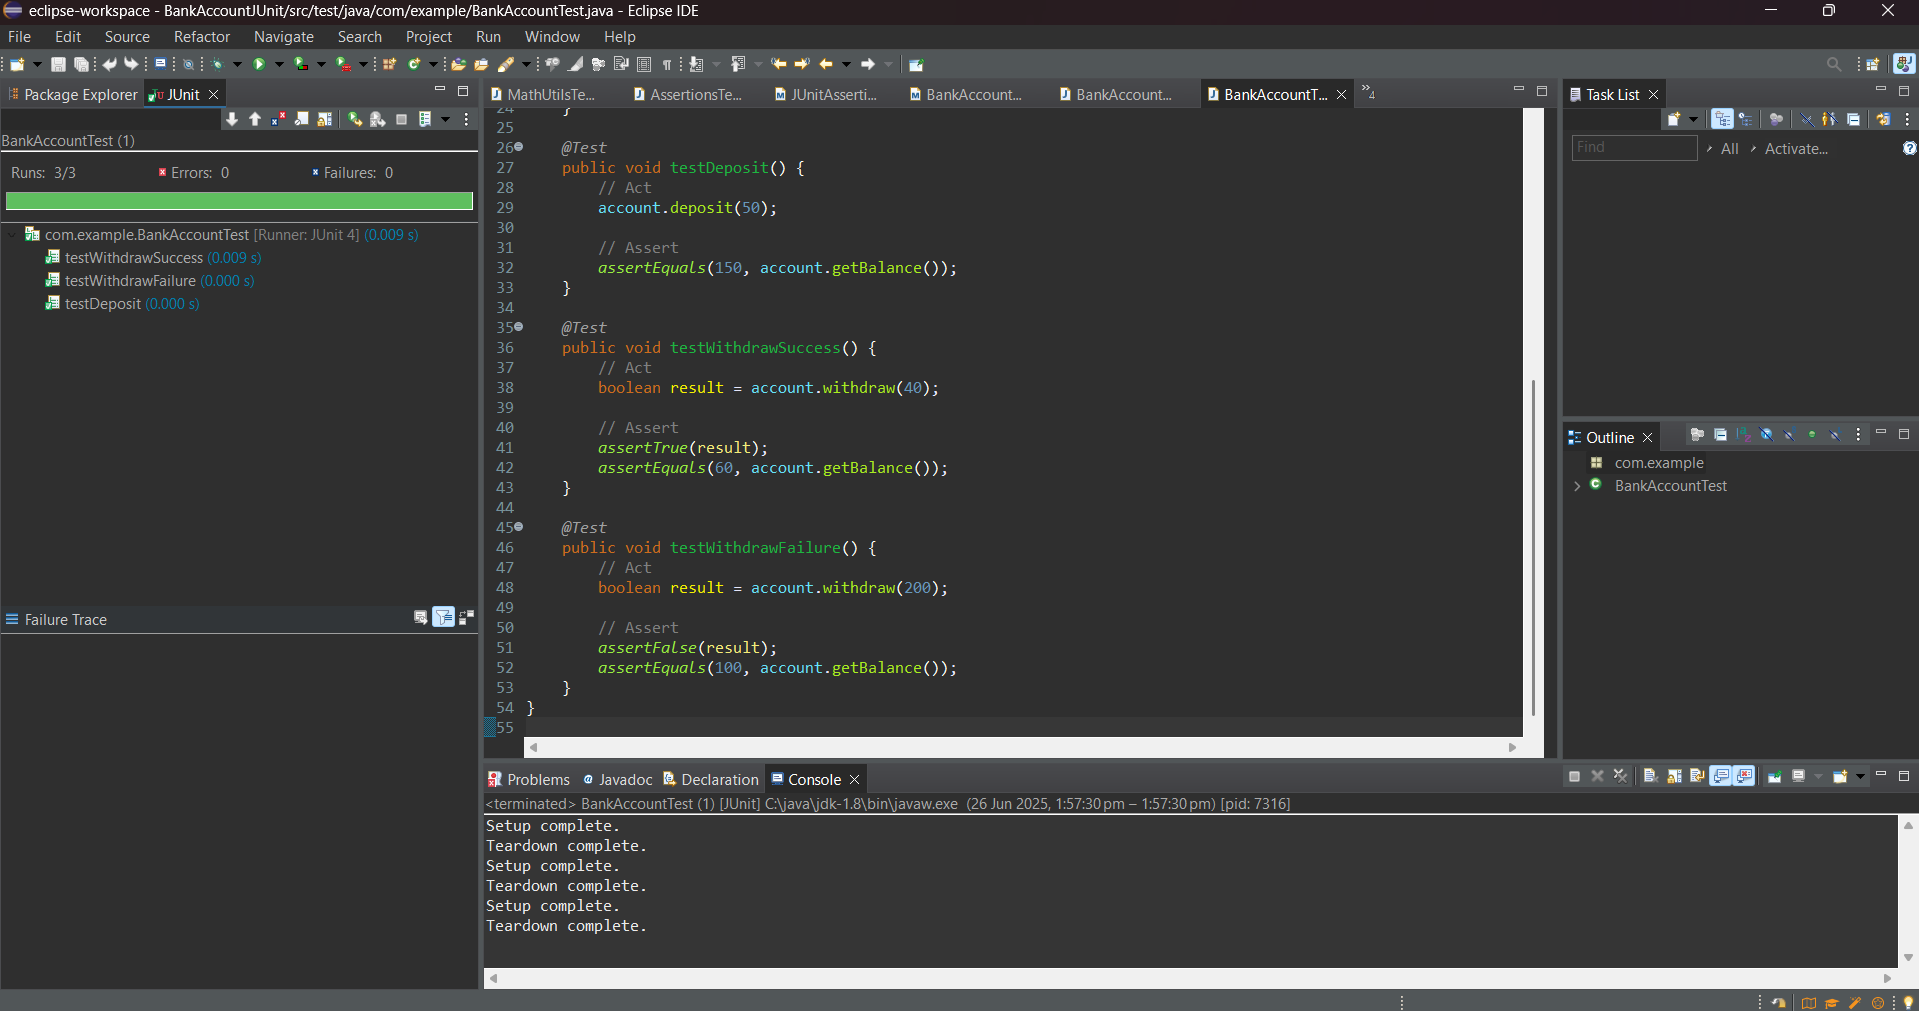 eclipse-workspace - BankAccountJUnit/src/test/java/com/example/BankAccountTest.java - Eclipse IDE
File Edit Source Refactor Navigate Search Project Run Window Help
Package Explorer JUnit
BankAccountTest (1)
Runs: 3/3 Errors: 0 Failures: 0
com.example.BankAccountTest [Runner: JUnit 4] (0.009 s)
testWithdrawSuccess (0.009 s)
testWithdrawFailure (0.000 s)
testDeposit (0.000 s)
Failure Trace
MathUtilsTe... AssertionsTe... JUnitAsserti... BankAccount... BankAccount... BankAccountT... »4
24 }
25
26 @Test
27 public void testDeposit() {
28 // Act
29 account.deposit(50);
30
31 // Assert
32 assertEquals(150, account.getBalance());
33 }
34
35 @Test
36 public void testWithdrawSuccess() {
37 // Act
38 boolean result = account.withdraw(40);
39
40 // Assert
41 assertTrue(result);
42 assertEquals(60, account.getBalance());
43 }
44
45 @Test
46 public void testWithdrawFailure() {
47 // Act
48 boolean result = account.withdraw(200);
49
50 // Assert
51 assertFalse(result);
52 assertEquals(100, account.getBalance());
53 }
54 }
55
Task List
Find All Activate...
Outline
com.example
BankAccountTest
Problems Javadoc Declaration Console
<terminated> BankAccountTest (1) [JUnit] C:\java\jdk-1.8\bin\javaw.exe (26 Jun 2025, 1:57:30 pm – 1:57:30 pm) [pid: 7316]
Setup complete.
Teardown complete.
Setup complete.
Teardown complete.
Setup complete.
Teardown complete.